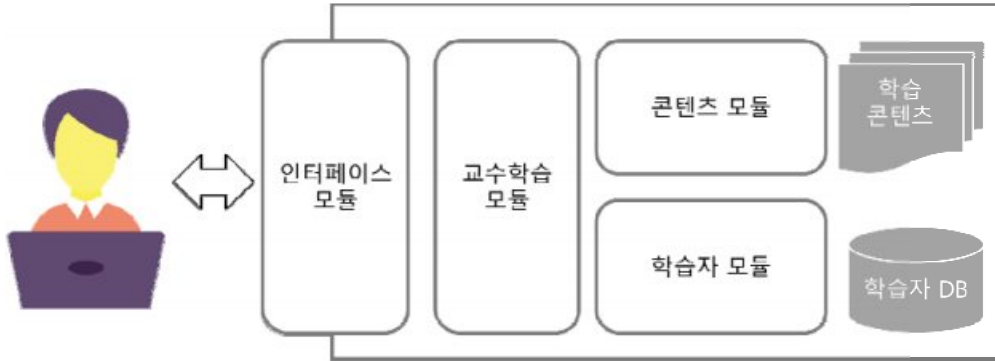 인터페이스
모듈
교수학습
모듈
콘텐츠 모듈
학습
콘텐츠
학습자 모듈
학습자 DB